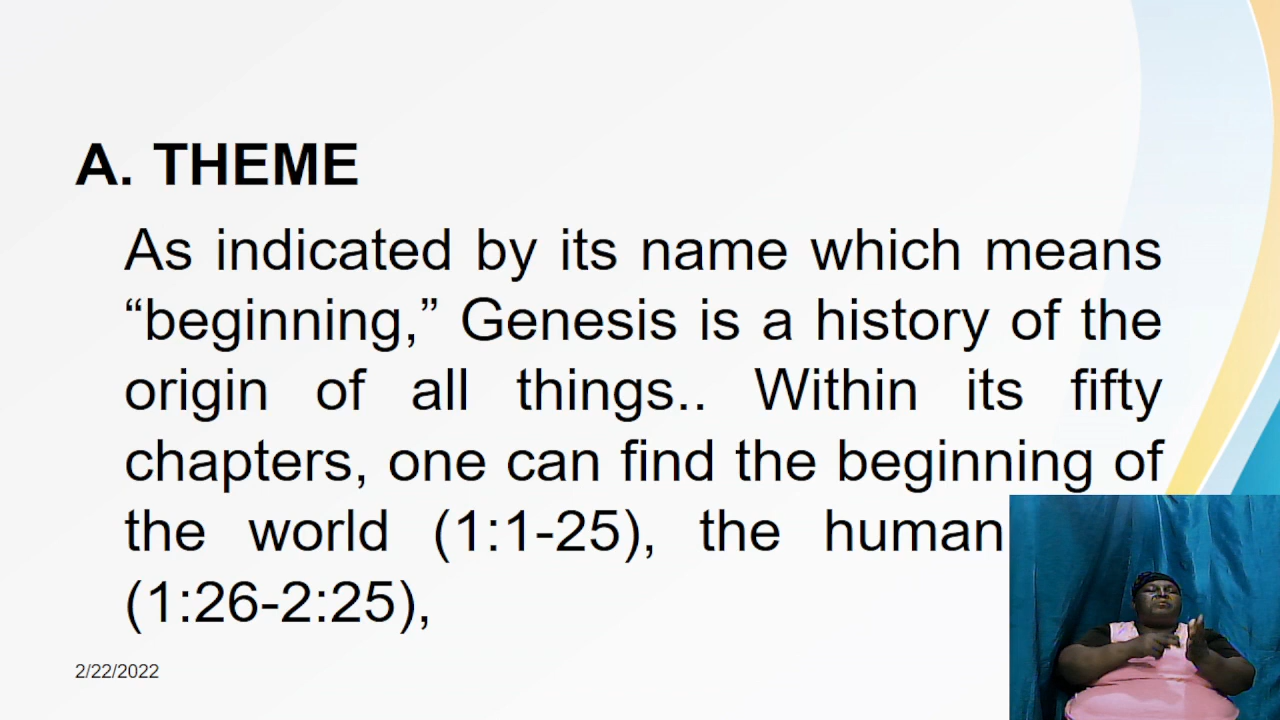 A. THEME
As indicated by its name which means
“beginning,” Genesis is a history of the
origin of all things.. Within its fifty
chapters, one can find the beginning of
the world (1:1-25), the human
(1:26-2:25),
2/22/2022